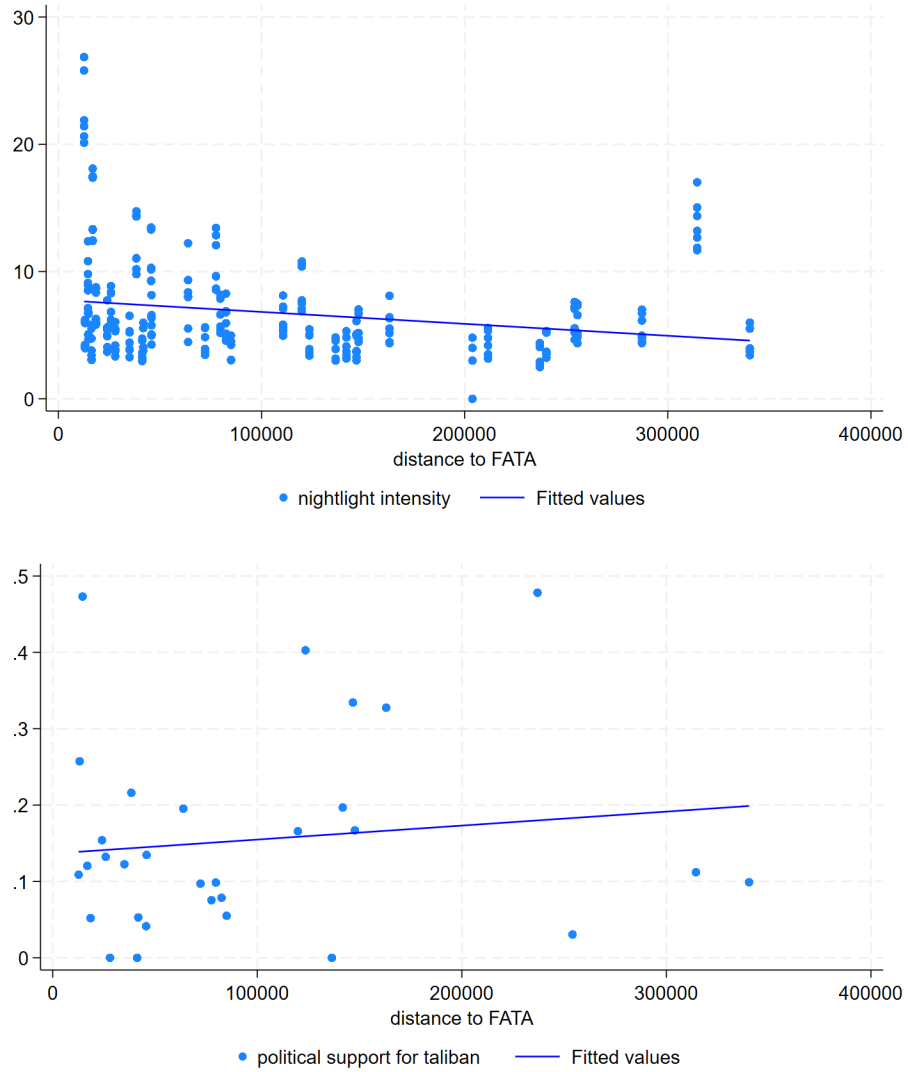 30
20
10
0
0 100000 200000 300000 400000
distance to FATA
nightlight intensity Fitted values
.5
.4
.3
.2
.1
0
0 100000 200000 300000 400000
distance to FATA
political support for taliban Fitted values